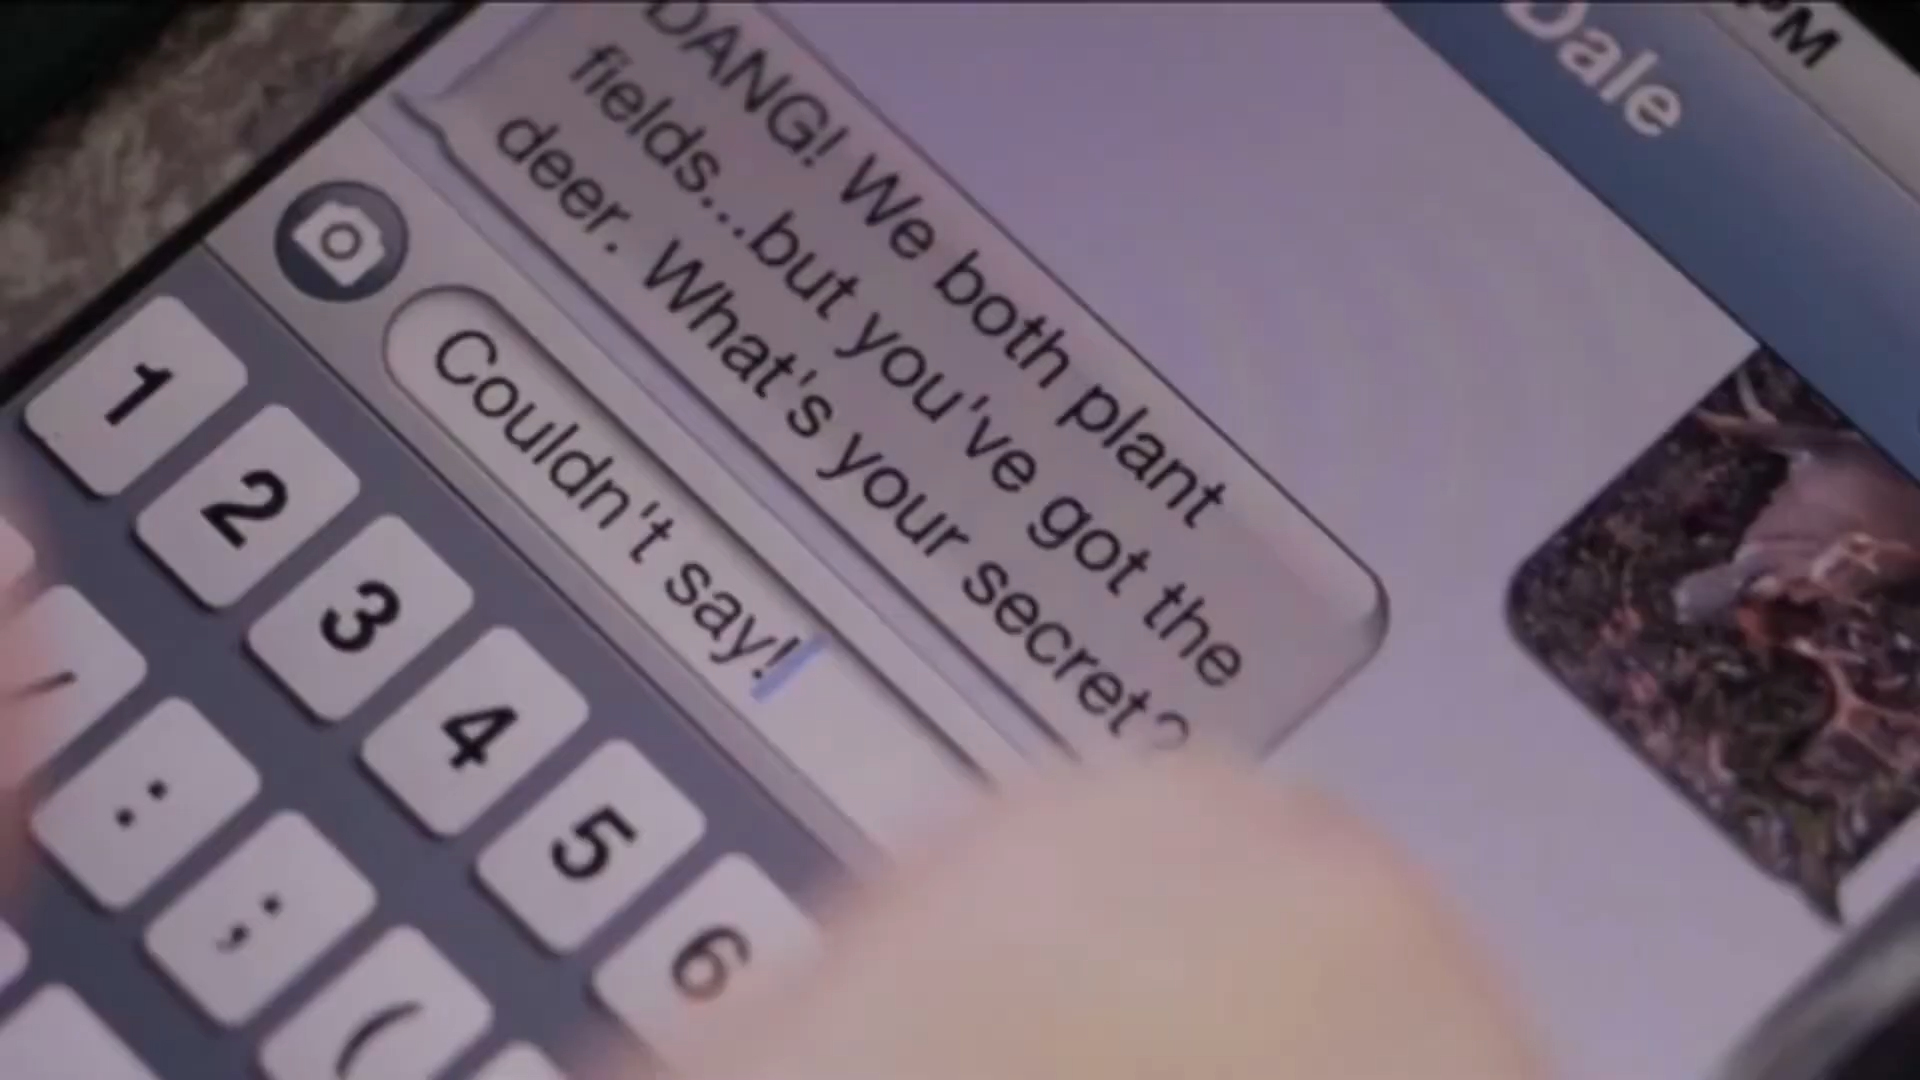 PM
Dale
DANG! We both plant
fields...but you've got the
deer. What's your secret?
Couldn't say!
1
2
3
4
5
6
-
:
;
(